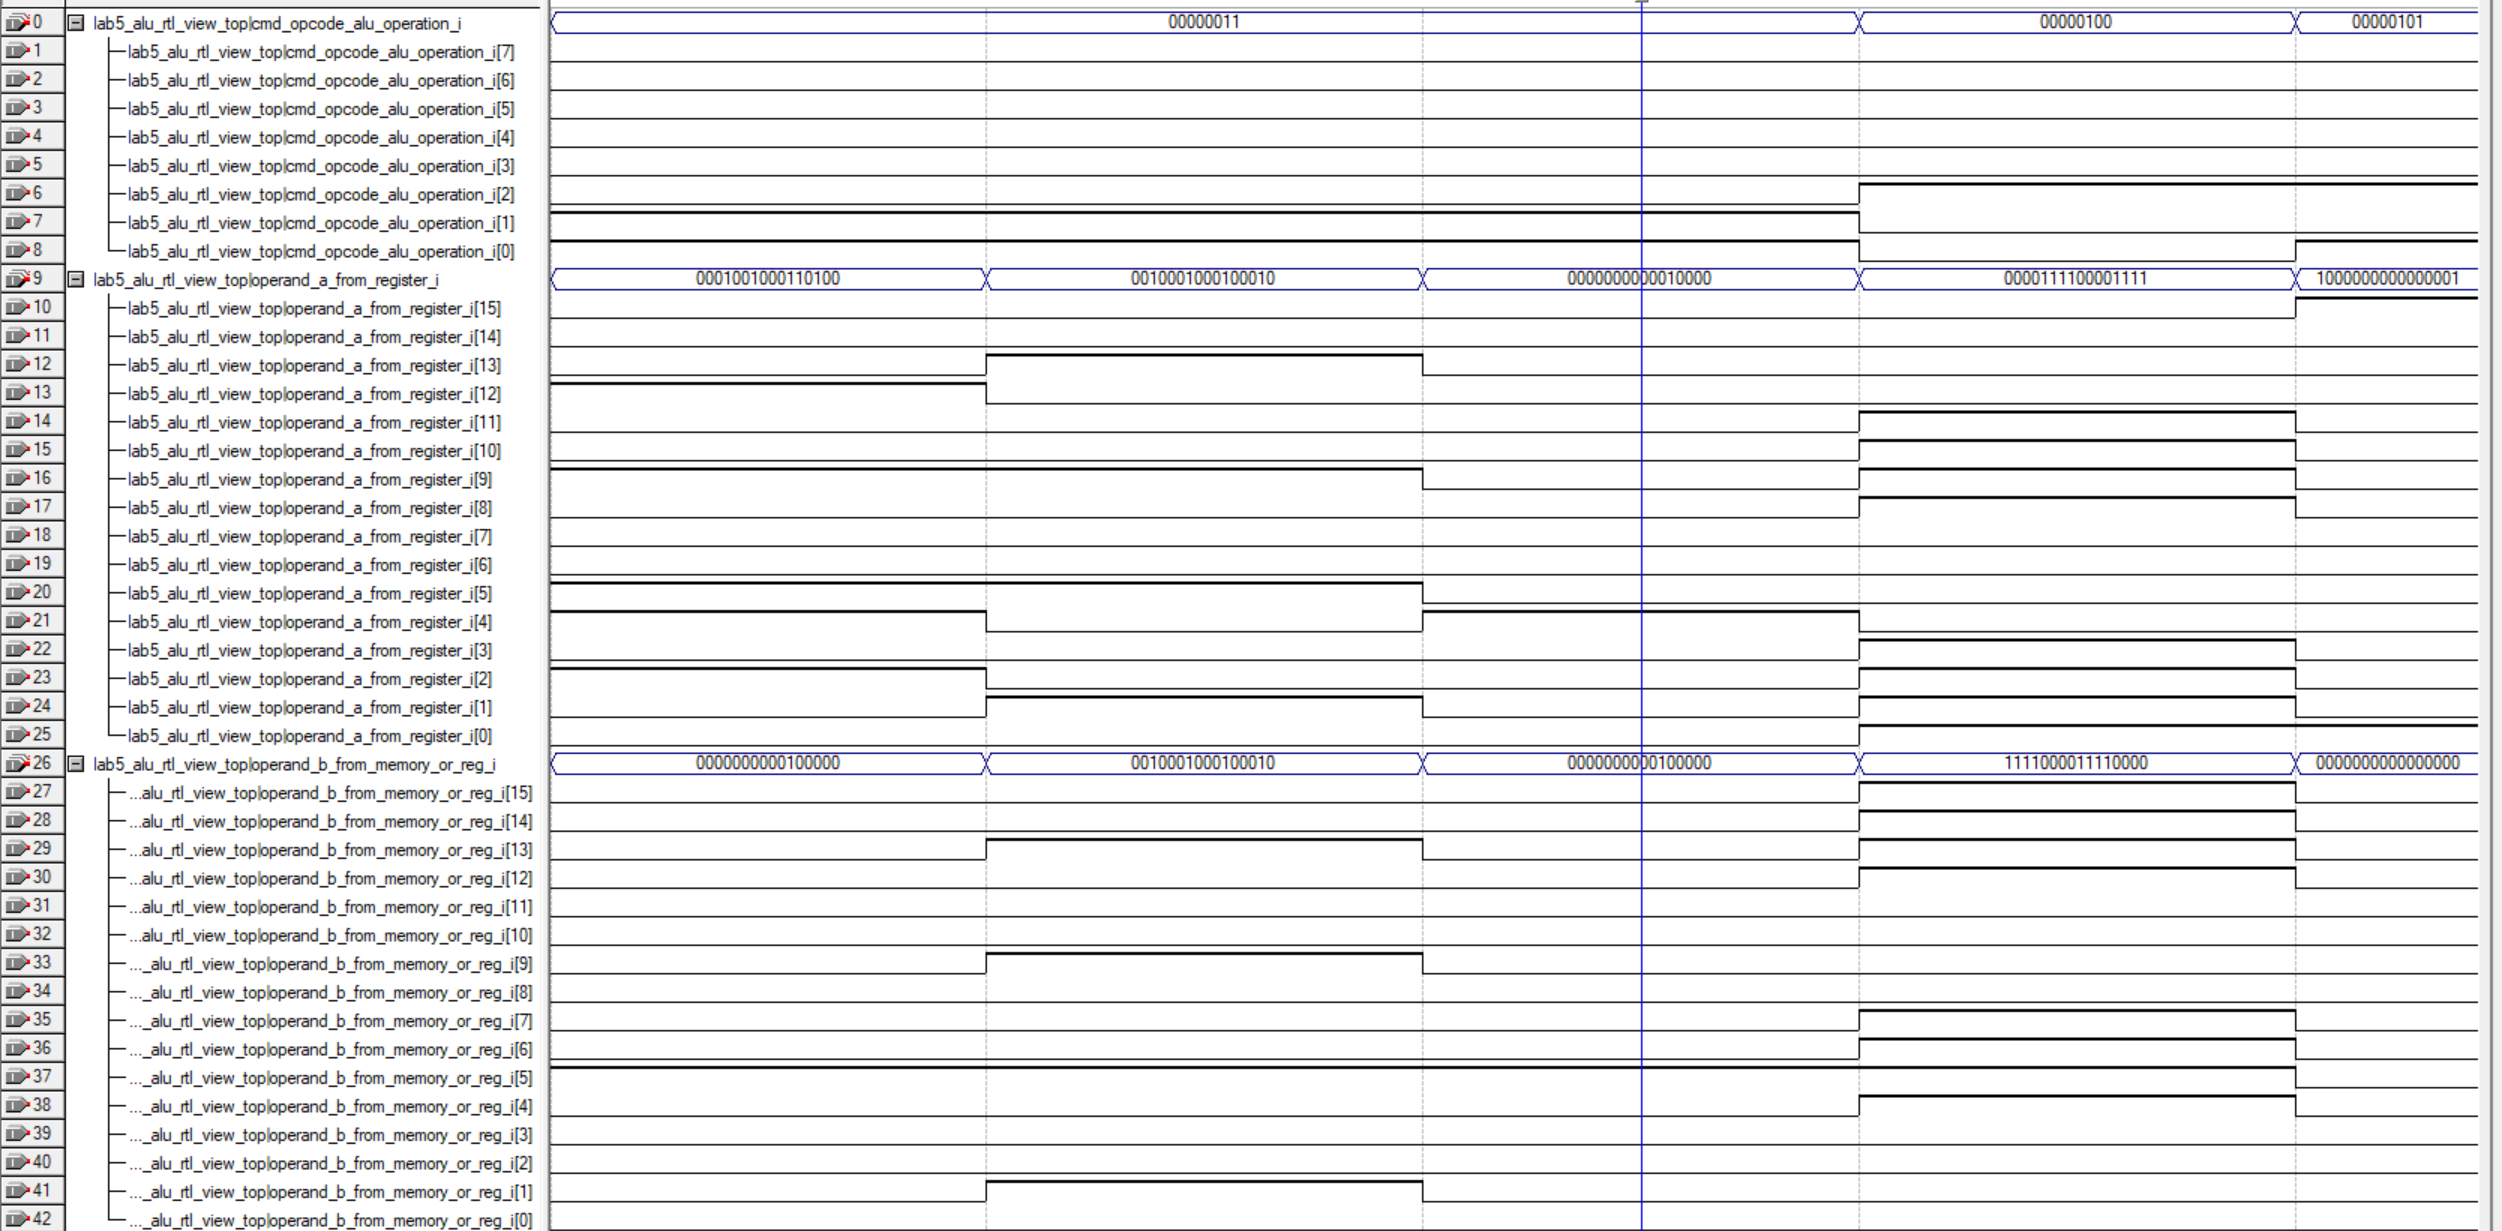 0 lab5_alu_rtl_view_top|cmd_opcode_alu_operation_i 00000011 00000100 00000101
1 lab5_alu_rtl_view_top|cmd_opcode_alu_operation_i[7]
2 lab5_alu_rtl_view_top|cmd_opcode_alu_operation_i[6]
3 lab5_alu_rtl_view_top|cmd_opcode_alu_operation_i[5]
4 lab5_alu_rtl_view_top|cmd_opcode_alu_operation_i[4]
5 lab5_alu_rtl_view_top|cmd_opcode_alu_operation_i[3]
6 lab5_alu_rtl_view_top|cmd_opcode_alu_operation_i[2]
7 lab5_alu_rtl_view_top|cmd_opcode_alu_operation_i[1]
8 lab5_alu_rtl_view_top|cmd_opcode_alu_operation_i[0]
9 lab5_alu_rtl_view_top|operand_a_from_register_i 0001001000110100 0010001000100010 0000000000010000 0000111100001111 1000000000000001
10 lab5_alu_rtl_view_top|operand_a_from_register_i[15]
11 lab5_alu_rtl_view_top|operand_a_from_register_i[14]
12 lab5_alu_rtl_view_top|operand_a_from_register_i[13]
13 lab5_alu_rtl_view_top|operand_a_from_register_i[12]
14 lab5_alu_rtl_view_top|operand_a_from_register_i[11]
15 lab5_alu_rtl_view_top|operand_a_from_register_i[10]
16 lab5_alu_rtl_view_top|operand_a_from_register_i[9]
17 lab5_alu_rtl_view_top|operand_a_from_register_i[8]
18 lab5_alu_rtl_view_top|operand_a_from_register_i[7]
19 lab5_alu_rtl_view_top|operand_a_from_register_i[6]
20 lab5_alu_rtl_view_top|operand_a_from_register_i[5]
21 lab5_alu_rtl_view_top|operand_a_from_register_i[4]
22 lab5_alu_rtl_view_top|operand_a_from_register_i[3]
23 lab5_alu_rtl_view_top|operand_a_from_register_i[2]
24 lab5_alu_rtl_view_top|operand_a_from_register_i[1]
25 lab5_alu_rtl_view_top|operand_a_from_register_i[0]
26 lab5_alu_rtl_view_top|operand_b_from_memory_or_reg_i 0000000000100000 0010001000100010 0000000000100000 1111000011110000 0000000000000000
27 ...alu_rtl_view_top|operand_b_from_memory_or_reg_i[15]
28 ...alu_rtl_view_top|operand_b_from_memory_or_reg_i[14]
29 ...alu_rtl_view_top|operand_b_from_memory_or_reg_i[13]
30 ...alu_rtl_view_top|operand_b_from_memory_or_reg_i[12]
31 ...alu_rtl_view_top|operand_b_from_memory_or_reg_i[11]
32 ...alu_rtl_view_top|operand_b_from_memory_or_reg_i[10]
33 ..._alu_rtl_view_top|operand_b_from_memory_or_reg_i[9]
34 ..._alu_rtl_view_top|operand_b_from_memory_or_reg_i[8]
35 ..._alu_rtl_view_top|operand_b_from_memory_or_reg_i[7]
36 ..._alu_rtl_view_top|operand_b_from_memory_or_reg_i[6]
37 ..._alu_rtl_view_top|operand_b_from_memory_or_reg_i[5]
38 ..._alu_rtl_view_top|operand_b_from_memory_or_reg_i[4]
39 ..._alu_rtl_view_top|operand_b_from_memory_or_reg_i[3]
40 ..._alu_rtl_view_top|operand_b_from_memory_or_reg_i[2]
41 ..._alu_rtl_view_top|operand_b_from_memory_or_reg_i[1]
42 ..._alu_rtl_view_top|operand_b_from_memory_or_reg_i[0]